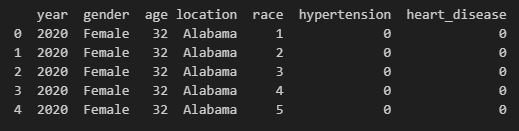 year gender age location race hypertension heart_disease
0 2020 Female 32 Alabama 1 0 0
1 2020 Female 32 Alabama 2 0 0
2 2020 Female 32 Alabama 3 0 0
3 2020 Female 32 Alabama 4 0 0
4 2020 Female 32 Alabama 5 0 0